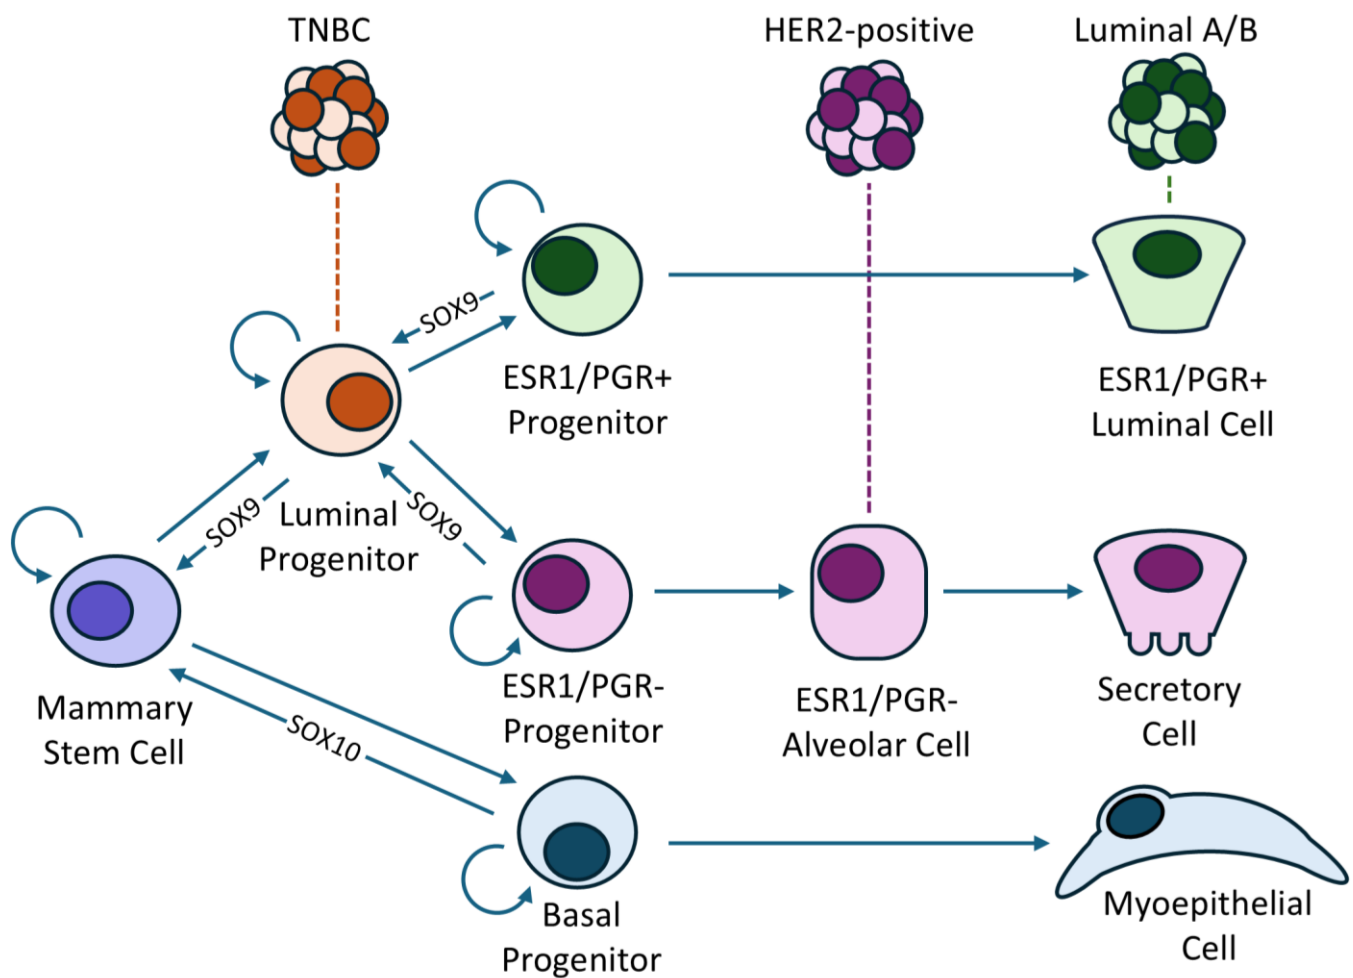 TNBC
HER2-positive
Luminal A/B
SOX9
ESR1/PGR+
Progenitor
ESR1/PGR+
Luminal Cell
SOX9
Luminal
Progenitor
SOX9
Mammary
Stem Cell
ESR1/PGR-
Progenitor
ESR1/PGR-
Alveolar Cell
Secretory
Cell
SOX10
Basal
Progenitor
Myoepithelial
Cell